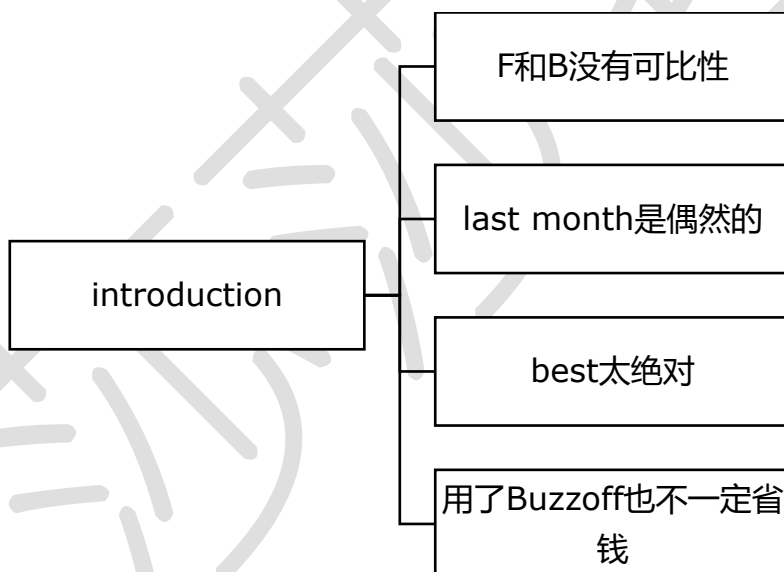 F和B没有可比性
last month是偶然的
introduction
best太绝对
用了Buzzoff也不一定省
钱